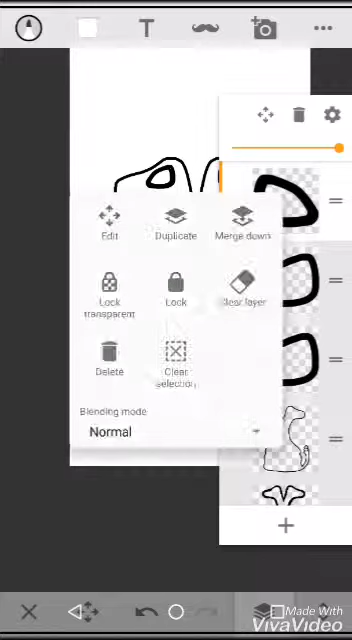 T
Edit
Duplicate
Merge down
Lock
transparent
Lock
Clear layer
Delete
Clear
selection
Blending mode
Normal
Made With
VivaVideo